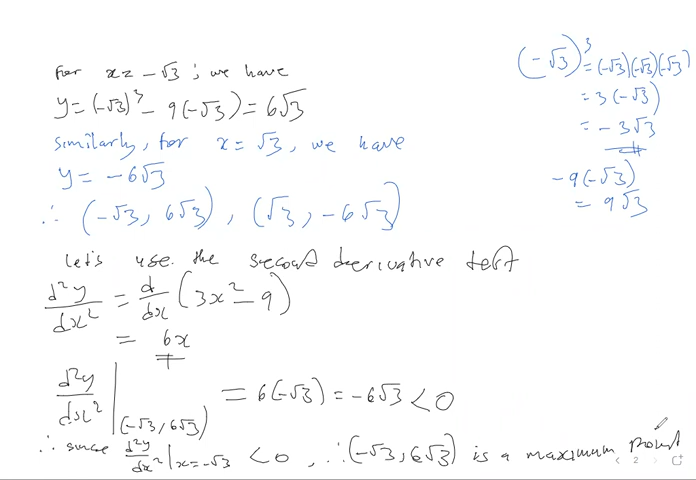 For x = -√3, we have
y = (-√3)³ - 9(-√3) = 6√3
similarly, for x = √3, we have
y = -6√3
∴ (-√3, 6√3), (√3, -6√3)
(-√3)³ = (-√3)(-√3)(-√3)
= 3(-√3)
= -3√3
-9(-√3)
= 9√3
Let's use the second derivative test
d²y/dx² = d/dx (3x² - 9)
= 6x
d²y/dx² |(-√3, 6√3) = 6(-√3) = -6√3 < 0
∴ since d²y/dx² | x = -√3 < 0, ∴ (-√3, 6√3) is a maximum point
2